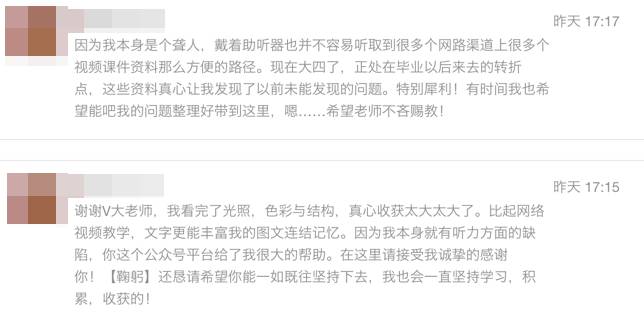 昨天 17:17
因为我本身是个聋人，戴着助听器也并不容易听取到很多个网路渠道上很多个
视频课件资料那么方便的路径。现在大四了，正处在毕业以后来去的转折
点，这些资料真心让我发现了以前未能发现的问题。特别犀利！有时间我也希
望能吧我的问题整理好带到这里，嗯……希望老师不吝赐教！
昨天 17:15
谢谢V大老师，我看完了光照，色彩与结构，真心收获太大太大了。比起网络
视频教学，文字更能丰富我的图文连结记忆。因为我本身就有听力方面的缺
陷，你这个公众号平台给了我很大的帮助。在这里请接受我诚挚的感谢
你！【鞠躬】还恳请希望你能一如既往坚持下去，我也会一直坚持学习，积
累，收获的！